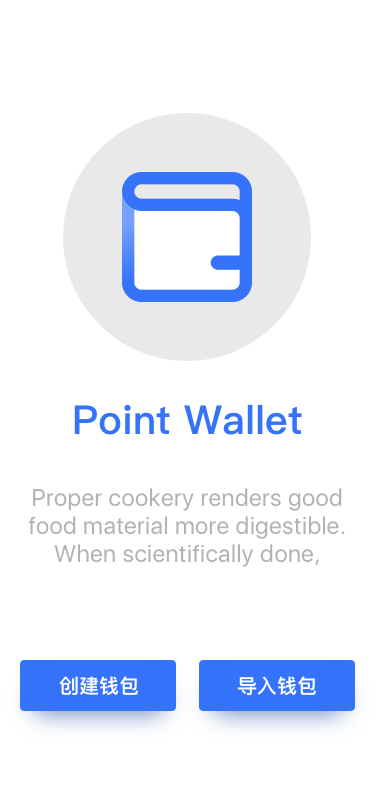 Point Wallet
Proper cookery renders good
food material more digestible.
When scientifically done,
创建钱包
导入钱包